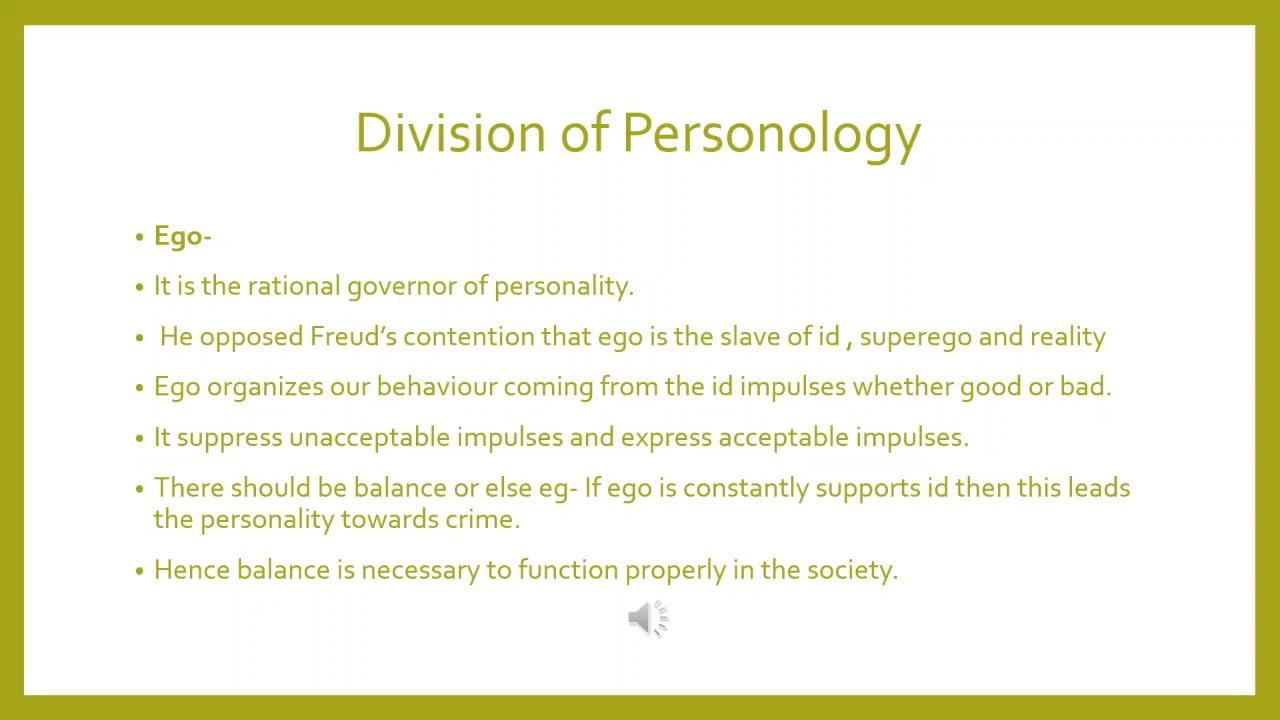 Division of Personology
• Ego-
• It is the rational governor of personality.
• He opposed Freud's contention that ego is the slave of id , superego and reality
• Ego organizes our behaviour coming from the id impulses whether good or bad.
• It suppress unacceptable impulses and express acceptable impulses.
• There should be balance or else eg- If ego is constantly supports id then this leads
the personality towards crime.
• Hence balance is necessary to function properly in the society.